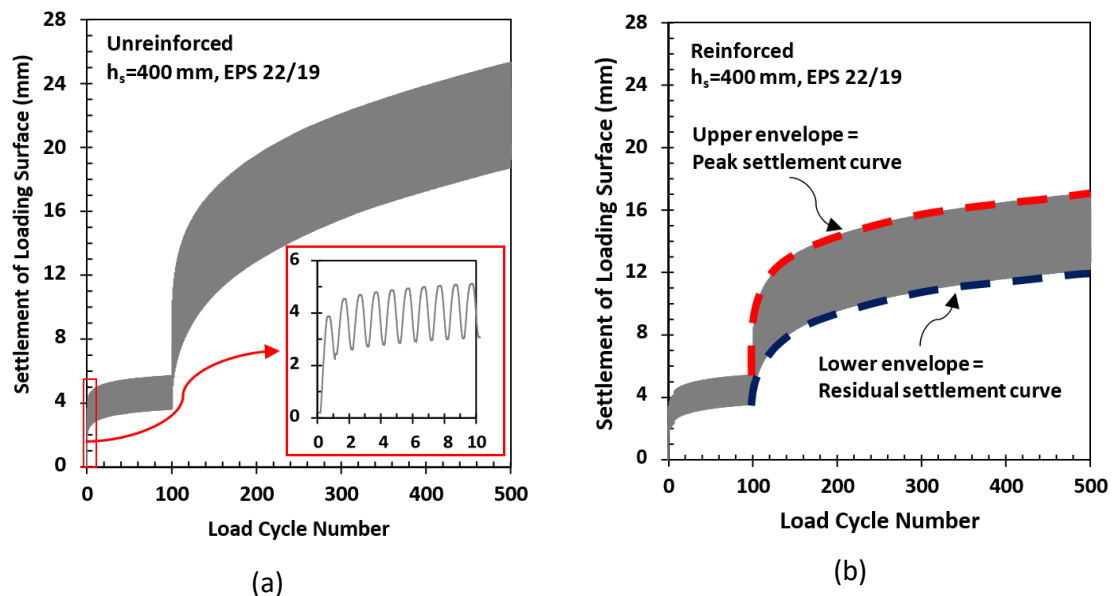 Settlement of Loading Surface (mm)
28
24
20
16
12
8
4
0
Unreinforced
hₛ=400 mm, EPS 22/19
6
4
2
0
0 2 4 6 8 10
0 100 200 300 400 500
Load Cycle Number
(a)
Settlement of Loading Surface (mm)
28
24
20
16
12
8
4
0
Reinforced
hₛ=400 mm, EPS 22/19
Upper envelope =
Peak settlement curve
Lower envelope =
Residual settlement curve
0 100 200 300 400 500
Load Cycle Number
(b)